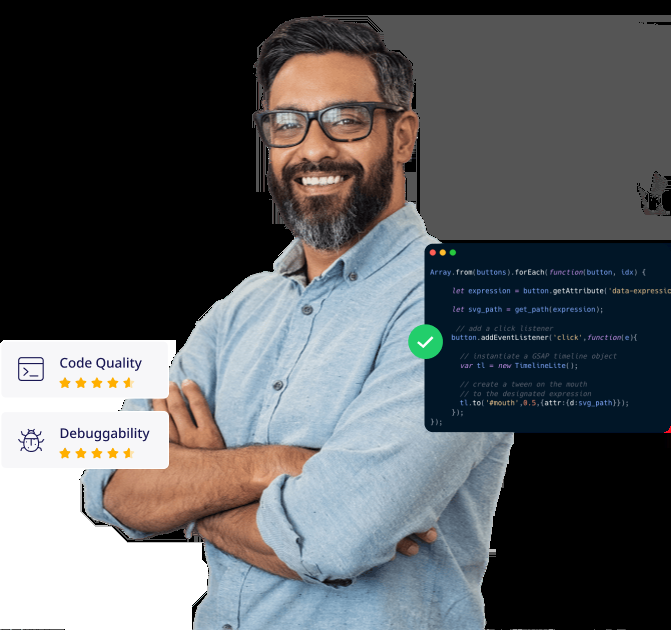 Array.from(buttons).forEach(function(button, idx) {
let expression = button.getAttribute('data-expressio
let svg_path = get_path(expression);
// add a click listener
button.addEventListener('click',function(e){
// instantiate a GSAP timeline object
var tl = new TimelineLite();
// create a tween on the mouth
// to the designated expression
tl.to('#mouth',0.5,{attr:{d:svg_path}});
});
});
Code Quality
Debuggability